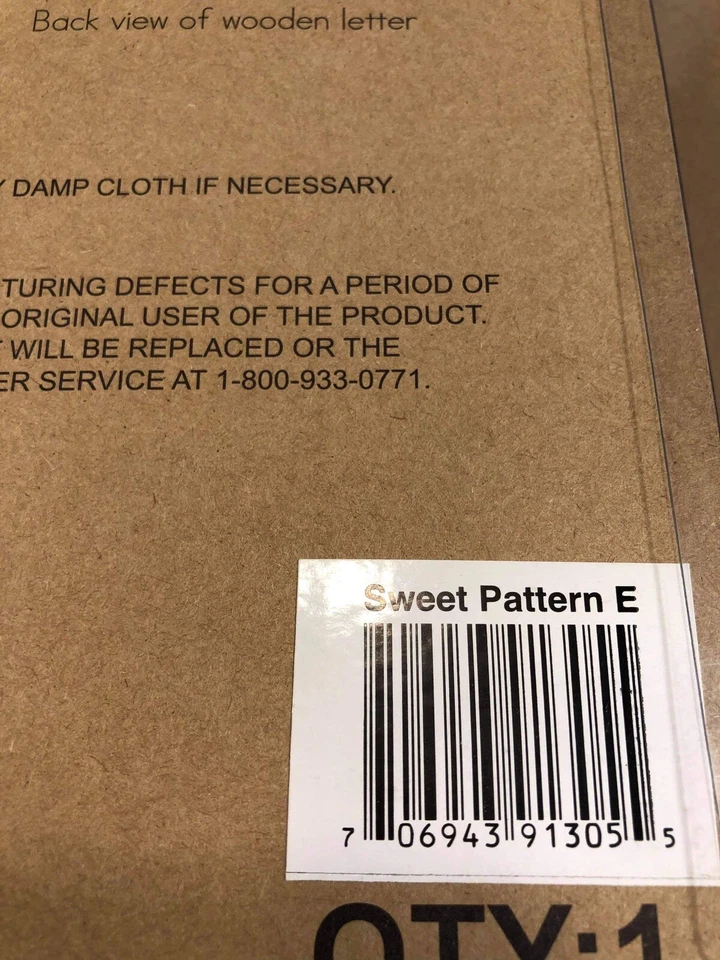 Back view of wooden letter
DAMP CLOTH IF NECESSARY.
TURING DEFECTS FOR A PERIOD OF
ORIGINAL USER OF THE PRODUCT.
WILL BE REPLACED OR THE
ER SERVICE AT 1-800-933-0771.
Sweet Pattern E
7 06943 91305 5
QTY:1